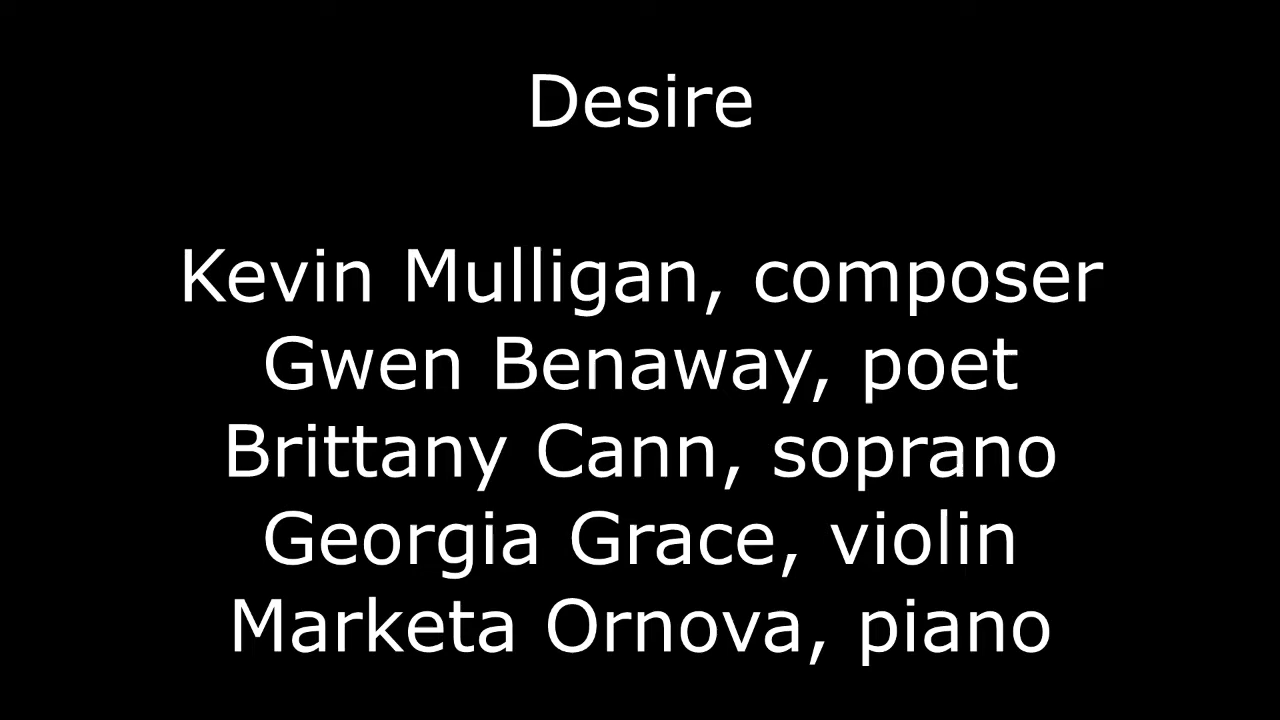 Desire
Kevin Mulligan, composer
Gwen Benaway, poet
Brittany Cann, soprano
Georgia Grace, violin
Marketa Ornova, piano